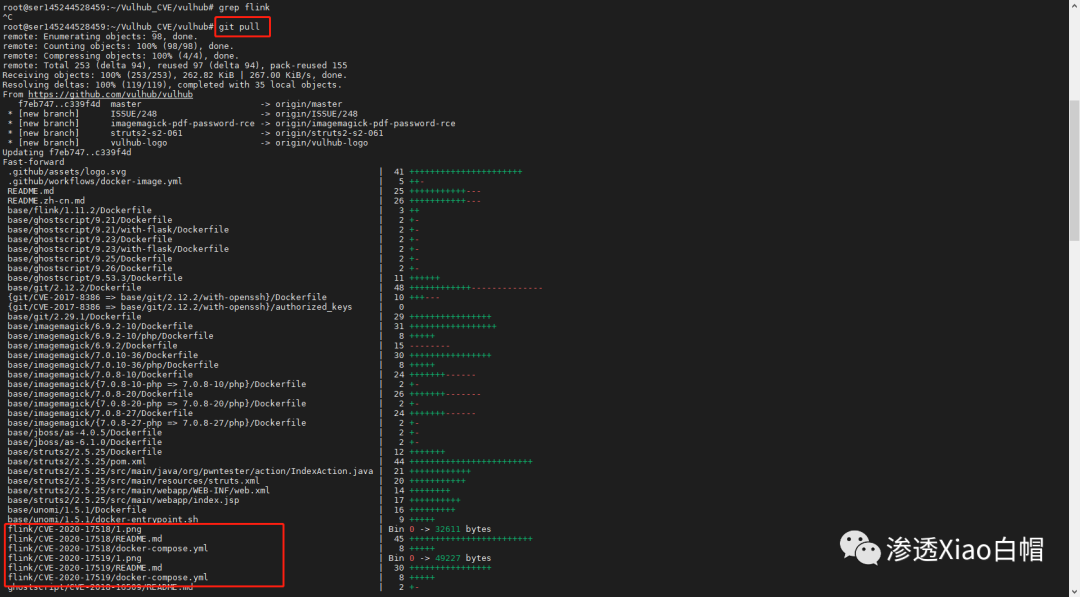 root@ser145244528459:~/Vulhub_CVE/vulhub# grep flink
^C
root@ser145244528459:~/Vulhub_CVE/vulhub# git pull
remote: Enumerating objects: 98, done.
remote: Counting objects: 100% (98/98), done.
remote: Compressing objects: 100% (4/4), done.
remote: Total 253 (delta 94), reused 97 (delta 94), pack-reused 155
Receiving objects: 100% (253/253), 262.82 KiB | 267.00 KiB/s, done.
Resolving deltas: 100% (119/119), completed with 35 local objects.
From https://github.com/vulhub/vulhub
f7eb747..c339f4d master -> origin/master
* [new branch] ISSUE/248 -> origin/ISSUE/248
* [new branch] imagemagick-pdf-password-rce -> origin/imagemagick-pdf-password-rce
* [new branch] struts2-s2-061 -> origin/struts2-s2-061
* [new branch] vulhub-logo -> origin/vulhub-logo
Updating f7eb747..c339f4d
Fast-forward
.github/assets/logo.svg | 41 +++++++++++++++++++++++
.github/workflows/docker-image.yml | 5 ++-
README.md | 25 +++++++++++---
README.zh-cn.md | 26 +++++++++++---
base/flink/1.11.2/Dockerfile | 3 ++
base/ghostscript/9.21/Dockerfile | 2 +-
base/ghostscript/9.21/with-flask/Dockerfile | 2 +-
base/ghostscript/9.23/Dockerfile | 2 +-
base/ghostscript/9.23/with-flask/Dockerfile | 2 +-
base/ghostscript/9.25/Dockerfile | 2 +-
base/ghostscript/9.26/Dockerfile | 2 +-
base/ghostscript/9.53.3/Dockerfile | 11 ++++++
base/git/2.12.2/Dockerfile | 48 ++++++++++++--------------
{git/CVE-2017-8386 => base/git/2.12.2/with-openssh}/Dockerfile | 10 +++---
{git/CVE-2017-8386 => base/git/2.12.2/with-openssh}/authorized_keys | 0
base/git/2.29.1/Dockerfile | 29 ++++++++++++++++
base/imagemagick/6.9.2-10/Dockerfile | 31 +++++++++++++++++
base/imagemagick/6.9.2-10/php/Dockerfile | 8 +++++
base/imagemagick/6.9.2/Dockerfile | 15 --------
base/imagemagick/7.0.10-36/Dockerfile | 30 ++++++++++++++++
base/imagemagick/7.0.10-36/php/Dockerfile | 8 +++++
base/imagemagick/7.0.8-10/Dockerfile | 24 +++++++------
base/imagemagick/{7.0.8-10-php => 7.0.8-10/php}/Dockerfile | 2 +-
base/imagemagick/7.0.8-20/Dockerfile | 26 +++++++-------
base/imagemagick/{7.0.8-20-php => 7.0.8-20/php}/Dockerfile | 2 +-
base/imagemagick/7.0.8-27/Dockerfile | 24 +++++++------
base/imagemagick/{7.0.8-27-php => 7.0.8-27/php}/Dockerfile | 2 +-
base/jboss/as-4.0.5/Dockerfile | 2 +-
base/jboss/as-6.1.0/Dockerfile | 2 +-
base/struts2/2.5.25/Dockerfile | 12 +++++++
base/struts2/2.5.25/pom.xml | 44 +++++++++++++++++++++++++
base/struts2/2.5.25/src/main/java/org/pwntester/action/IndexAction.java | 21 ++++++++++++
base/struts2/2.5.25/src/main/resources/struts.xml | 20 +++++++++++
base/struts2/2.5.25/src/main/webapp/WEB-INF/web.xml | 14 ++++++++
base/struts2/2.5.25/src/main/webapp/index.jsp | 17 ++++++++++
base/unomi/1.5.1/Dockerfile | 16 +++++++++
base/unomi/1.5.1/docker-entrypoint.sh | 9 +++++
flink/CVE-2020-17518/1.png | Bin 0 -> 32611 bytes
flink/CVE-2020-17518/README.md | 45 +++++++++++++++++++++++++
flink/CVE-2020-17518/docker-compose.yml | 8 +++++
flink/CVE-2020-17519/1.png | Bin 0 -> 49227 bytes
flink/CVE-2020-17519/README.md | 30 ++++++++++++++++
flink/CVE-2020-17519/docker-compose.yml | 8 +++++
ghostscript/CVE-2018-16509/README.md | 2 +-
渗透Xiao白帽